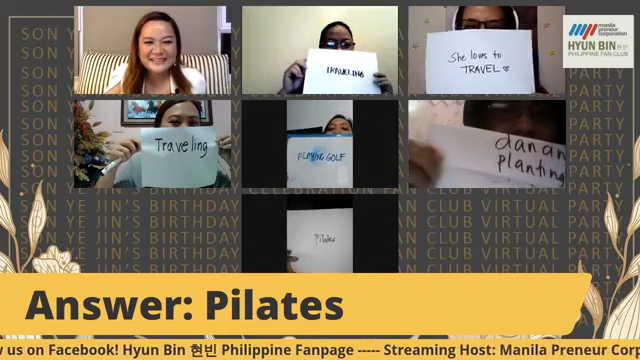 manila
preneur
corporation
HYUN BIN 현빈
PHILIPPINE FAN CLUB
TRAVELING
She loves to
TRAVEL ♡
Traveling
PLAYING GOLF
planting
Pilates
SON YE JIN'S BIRTHDAY CELEBRATION FAN CLUB VIRTUAL PARTY
Answer: Pilates
us on Facebook! Hyun Bin 현빈 Philippine Fanpage ----- Streaming Host: Manila Preneur